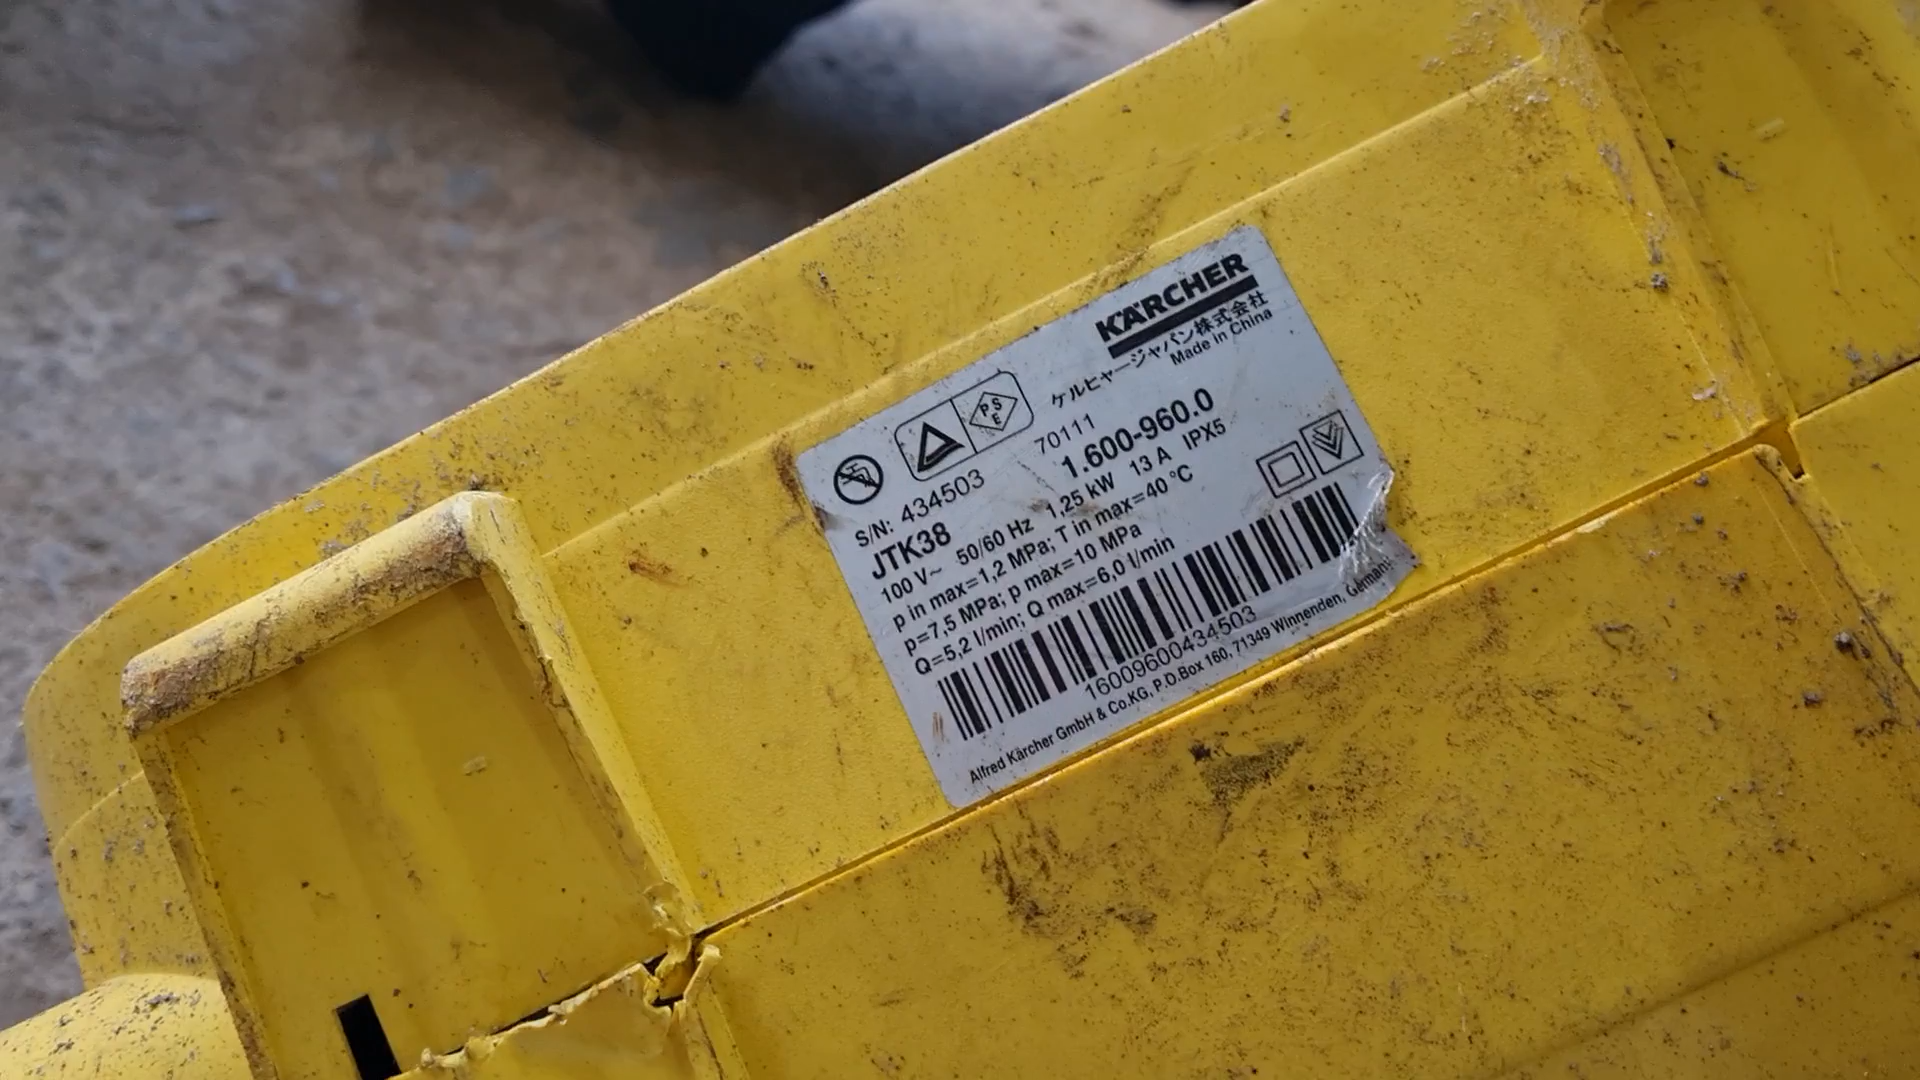 KÄRCHER
ケルヒャージャパン株式会社
Made in China
PSE
S/N: 434503 70111
JTK38 1.600-960.0
100 V~ 50/60 Hz 1,25 kW 13 A IPX5
p in max=1,2 MPa; T in max=40 °C
p=7,5 MPa; p max=10 MPa
Q=5,2 l/min; Q max=6,0 l/min
16009600434503
Alfred Kärcher GmbH & Co.KG, P.O.Box 160, 71349 Winnenden, Germany